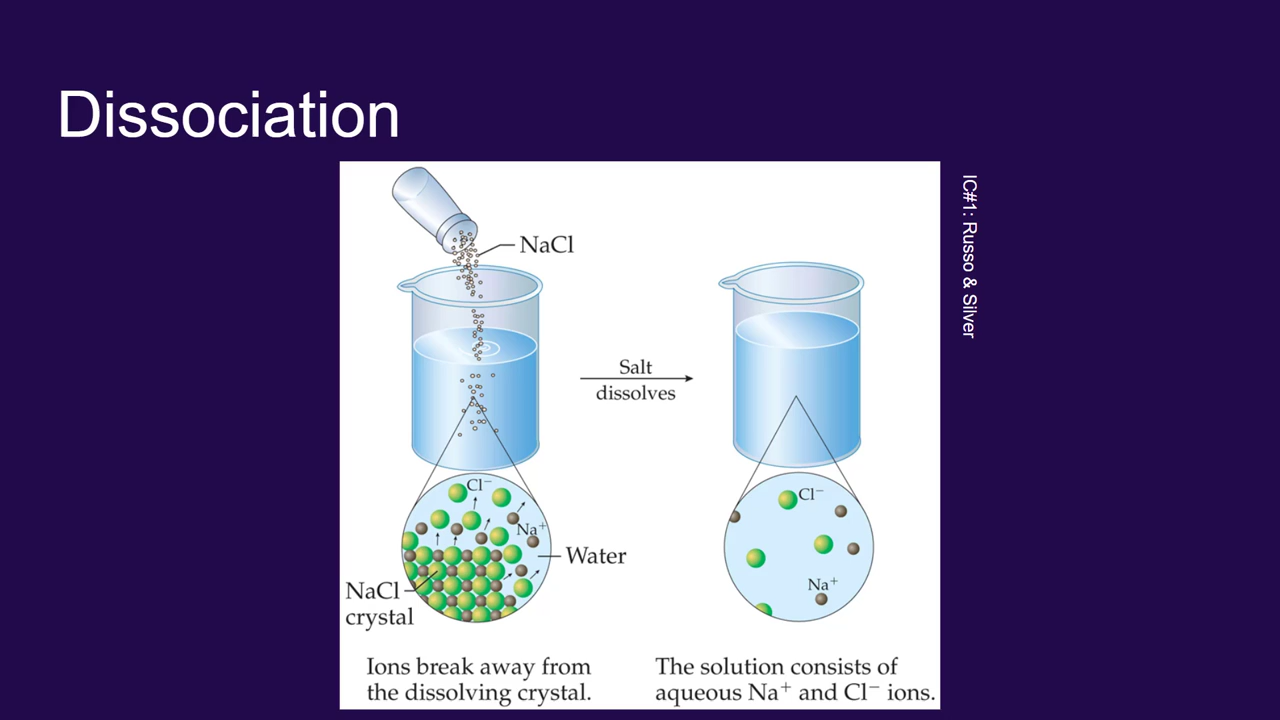 Dissociation
IC#1: Russo & Silver
NaCl
Salt
dissolves
Cl⁻
Na⁺
Water
NaCl
crystal
Cl⁻
Na⁺
Ions break away from
the dissolving crystal.
The solution consists of
aqueous Na⁺ and Cl⁻ ions.